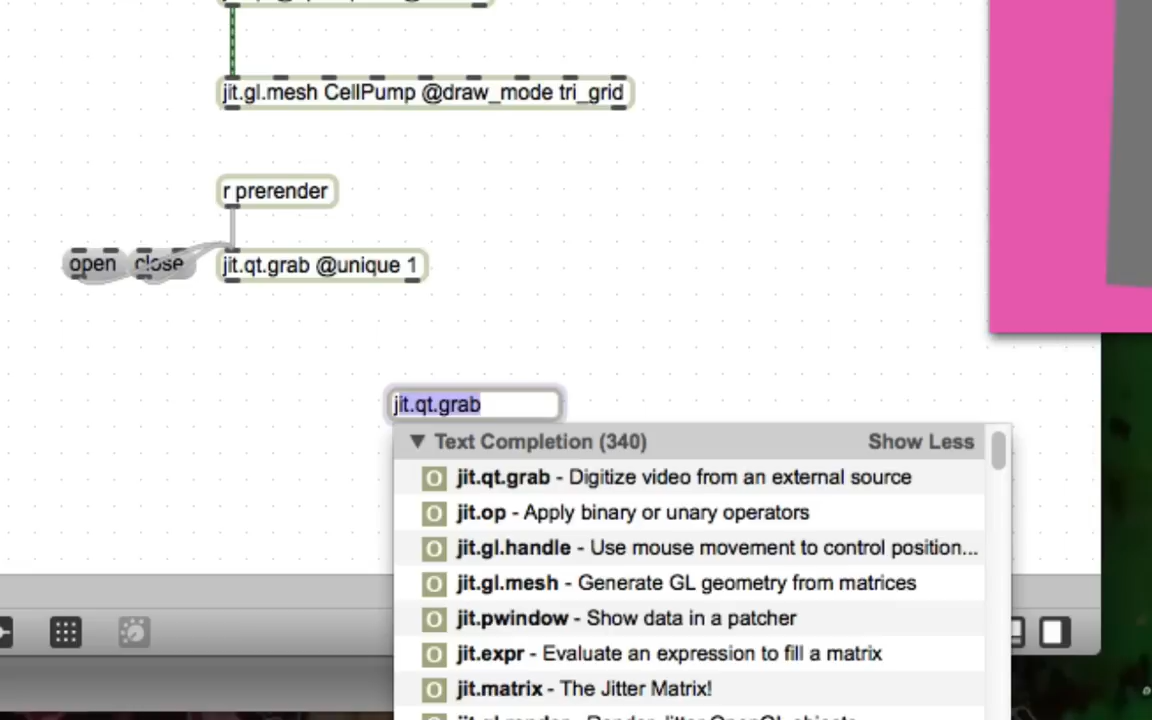 jit.gl.mesh CellPump @draw_mode tri_grid
r prerender
open close jit.qt.grab @unique 1
jit.qt.grab
Text Completion (340) Show Less
jit.qt.grab - Digitize video from an external source
jit.op - Apply binary or unary operators
jit.gl.handle - Use mouse movement to control position...
jit.gl.mesh - Generate GL geometry from matrices
jit.pwindow - Show data in a patcher
jit.expr - Evaluate an expression to fill a matrix
jit.matrix - The Jitter Matrix!